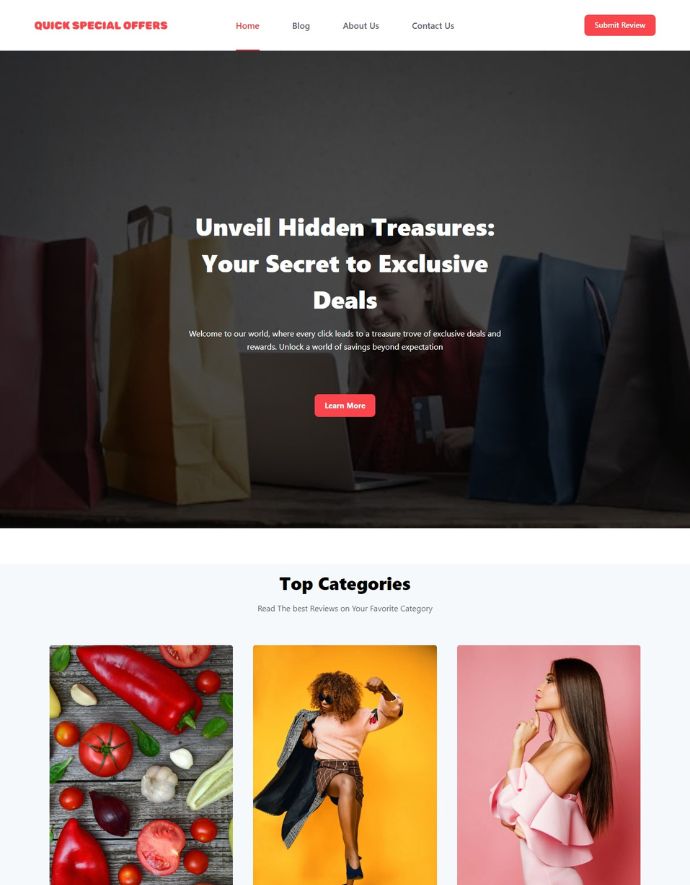 QUICK SPECIAL OFFERS
Home
Blog
About Us
Contact Us
Submit Review
Unveil Hidden Treasures:
Your Secret to Exclusive
Deals
Welcome to our world, where every click leads to a treasure trove of exclusive deals and
rewards. Unlock a world of savings beyond expectation
Learn More
Top Categories
Read The best Reviews on Your Favorite Category